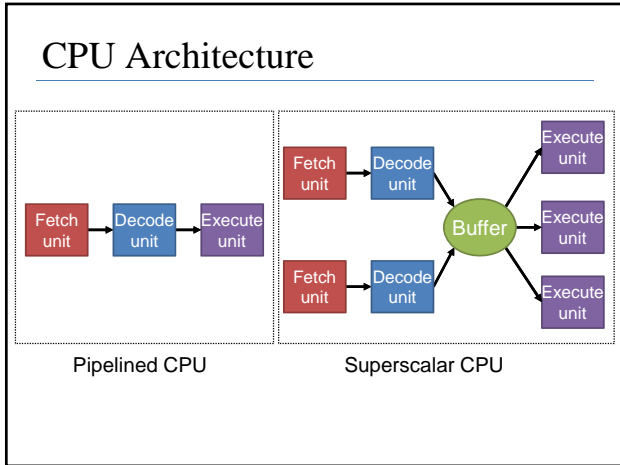 CPU Architecture
Fetch
unit
Decode
unit
Execute
unit
Pipelined CPU
Fetch
unit
Decode
unit
Fetch
unit
Decode
unit
Buffer
Execute
unit
Execute
unit
Execute
unit
Superscalar CPU